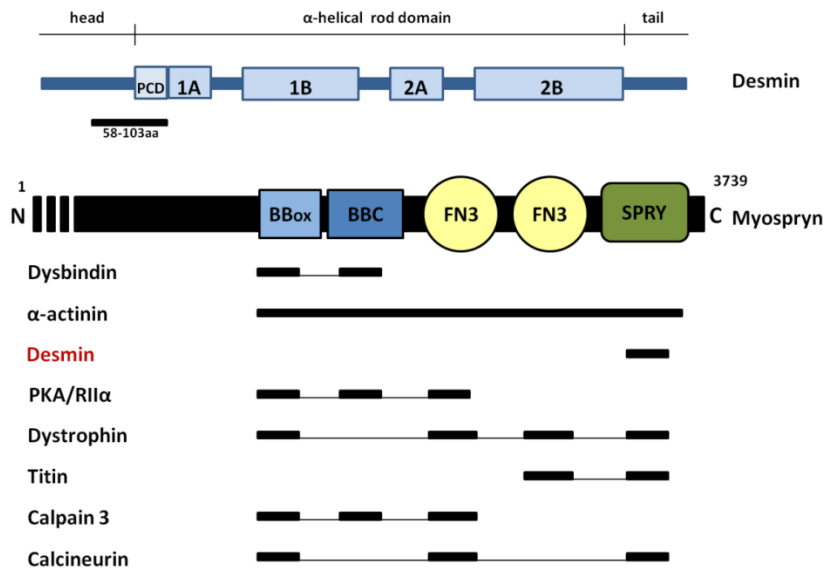 head α-helical rod domain tail
PCD 1A 1B 2A 2B Desmin
58-103aa
1 3739
N BBox BBC FN3 FN3 SPRY C Myospryn
Dysbindin
α-actinin
Desmin
PKA/RIIα
Dystrophin
Titin
Calpain 3
Calcineurin